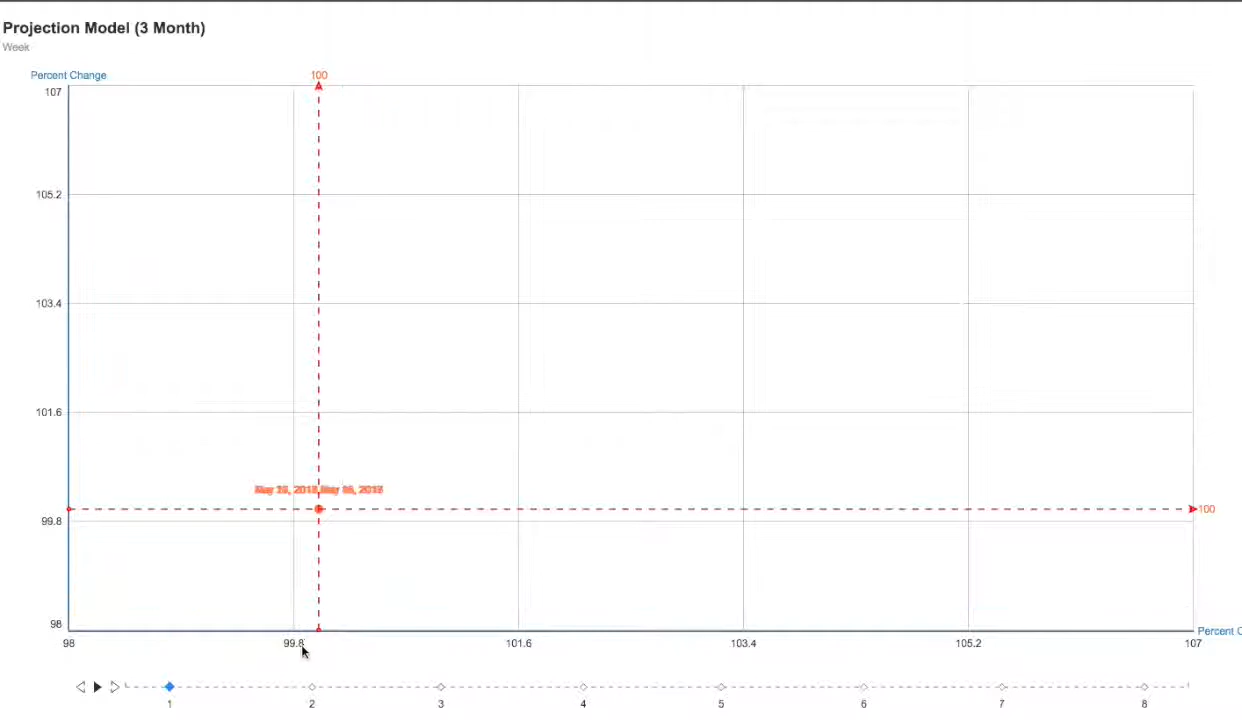 Projection Model (3 Month)
Week
Percent Change
100
107
105.2
103.4
101.6
100
99.8
98
Percent C
98 99.8 101.6 103.4 105.2 107
1 2 3 4 5 6 7 8